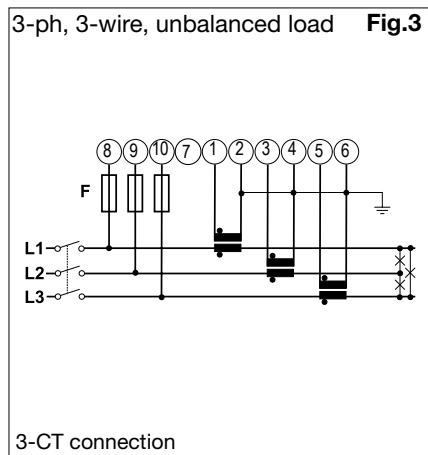 3-ph, 3-wire, unbalanced load Fig.3
8 9 10 7 1 2 3 4 5 6
F
L1
L2
L3
3-CT connection